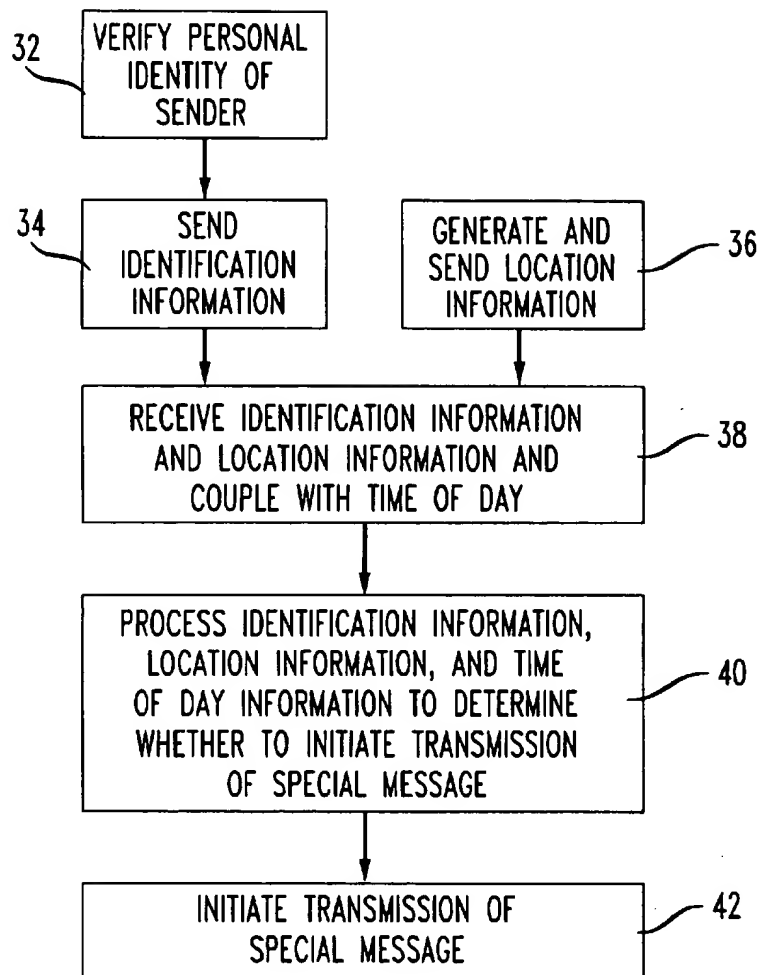 32
VERIFY PERSONAL
IDENTITY OF
SENDER
34
SEND
IDENTIFICATION
INFORMATION
GENERATE AND
SEND LOCATION
INFORMATION
36
RECEIVE IDENTIFICATION INFORMATION
AND LOCATION INFORMATION AND
COUPLE WITH TIME OF DAY
38
PROCESS IDENTIFICATION INFORMATION,
LOCATION INFORMATION, AND TIME
OF DAY INFORMATION TO DETERMINE
WHETHER TO INITIATE TRANSMISSION
OF SPECIAL MESSAGE
40
INITIATE TRANSMISSION OF
SPECIAL MESSAGE
42